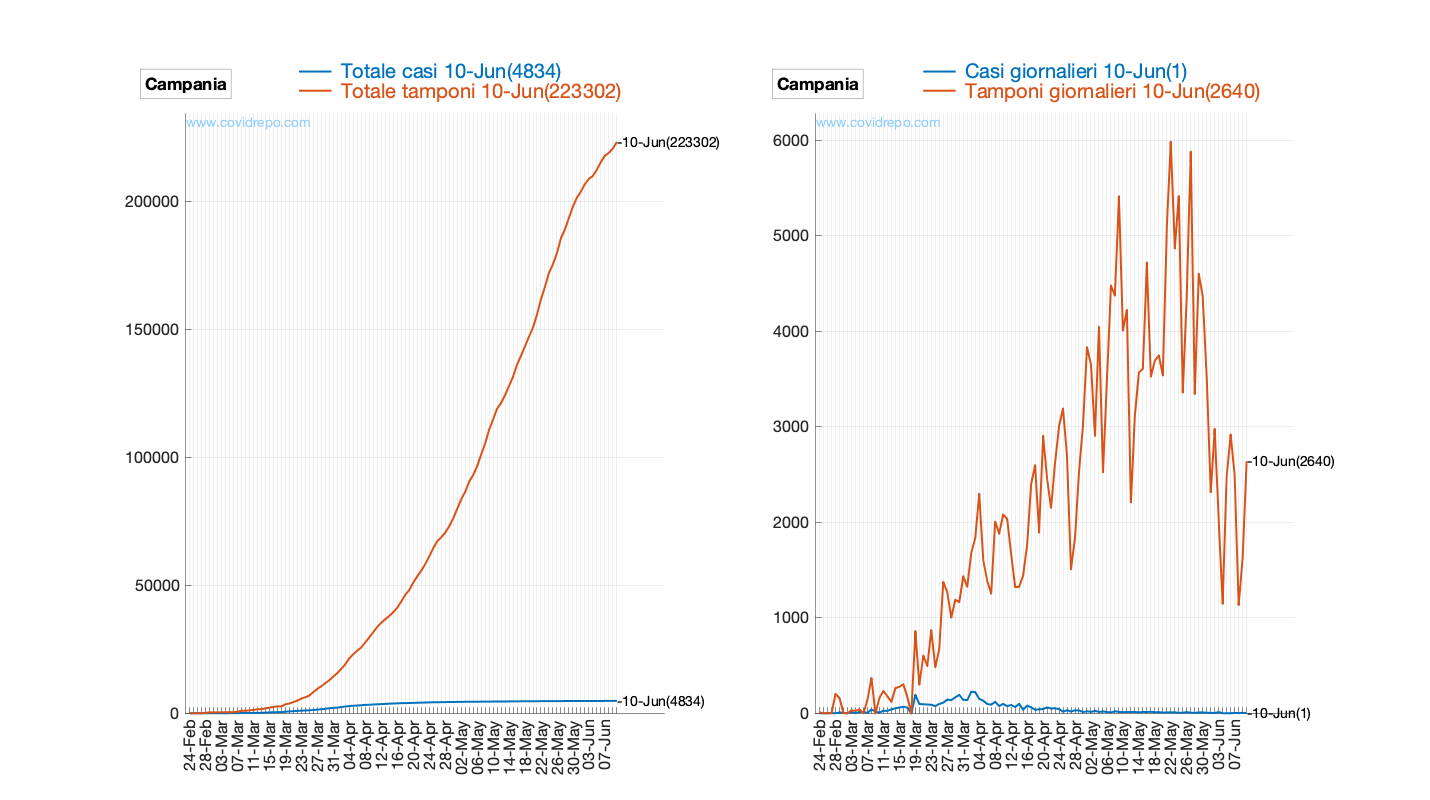 Campania
Totale casi 10-Jun(4834)
Totale tamponi 10-Jun(223302)
www.covidrepo.com
10-Jun(223302)
200000
150000
100000
50000
10-Jun(4834)
0
24-Feb
28-Feb
03-Mar
07-Mar
11-Mar
15-Mar
19-Mar
23-Mar
27-Mar
31-Mar
04-Apr
08-Apr
12-Apr
16-Apr
20-Apr
24-Apr
28-Apr
02-May
06-May
10-May
14-May
18-May
22-May
26-May
30-May
03-Jun
07-Jun
Campania
Casi giornalieri 10-Jun(1)
Tamponi giornalieri 10-Jun(2640)
www.covidrepo.com
6000
5000
4000
3000
10-Jun(2640)
2000
1000
0
10-Jun(1)
24-Feb
28-Feb
03-Mar
07-Mar
11-Mar
15-Mar
19-Mar
23-Mar
27-Mar
31-Mar
04-Apr
08-Apr
12-Apr
16-Apr
20-Apr
24-Apr
28-Apr
02-May
06-May
10-May
14-May
18-May
22-May
26-May
30-May
03-Jun
07-Jun